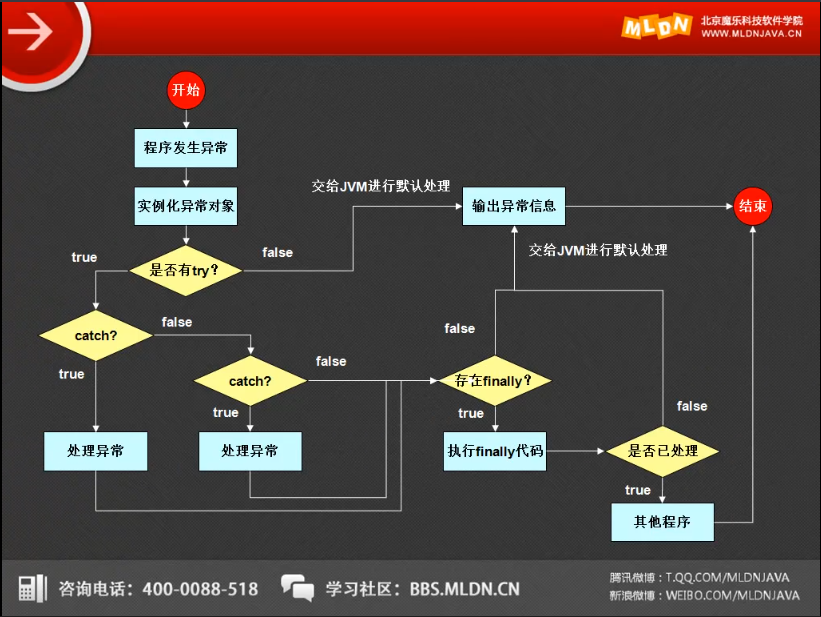 MLDN
北京魔乐科技软件学院
WWW.MLDNJAVA.CN
开始
程序发生异常
实例化异常对象
交给JVM进行默认处理
输出异常信息
结束
true
是否有try?
false
交给JVM进行默认处理
catch?
false
true
catch?
false
true
false
存在finally?
true
false
处理异常
处理异常
执行finally代码
是否已处理
true
其他程序
咨询电话：400-0088-518
学习社区：BBS.MLDN.CN
腾讯微博：T.QQ.COM/MLDNJAVA
新浪微博：WEIBO.COM/MLDNJAVA